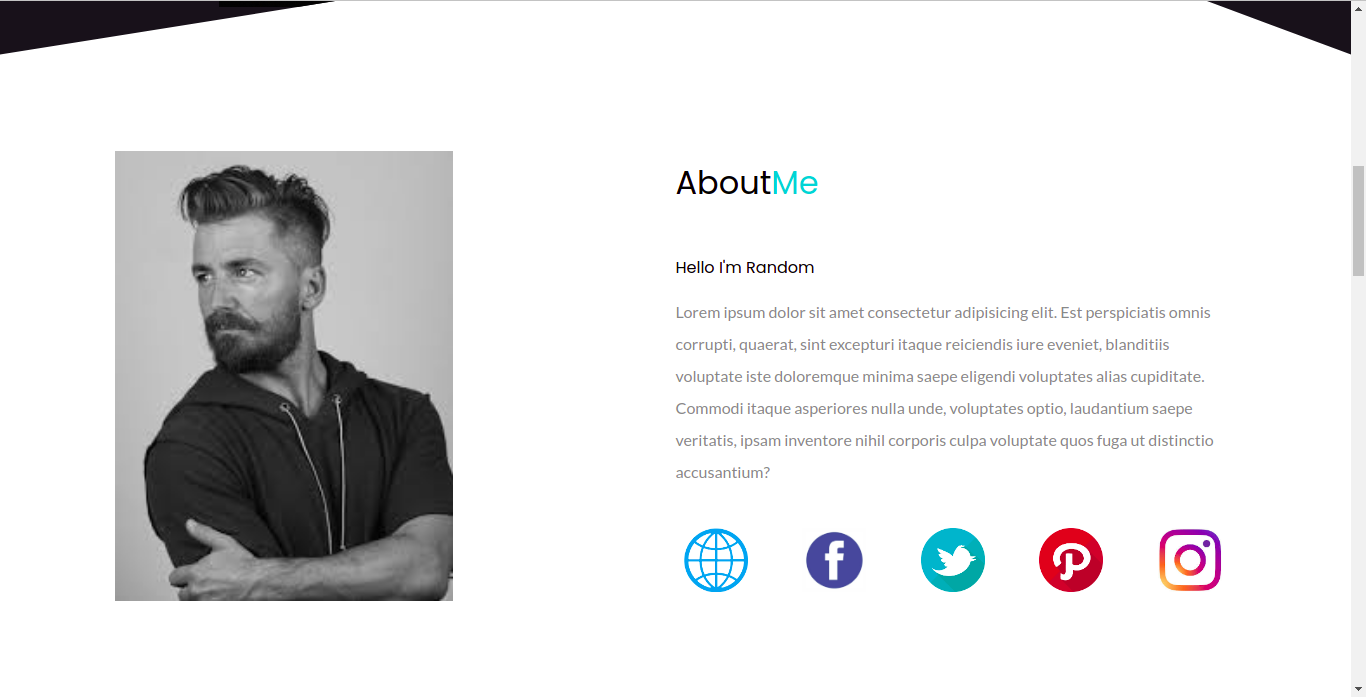 AboutMe
Hello I'm Random
Lorem ipsum dolor sit amet consectetur adipisicing elit. Est perspiciatis omnis
corrupti, quaerat, sint excepturi itaque reiciendis iure eveniet, blanditiis
voluptate iste doloremque minima saepe eligendi voluptates alias cupiditate.
Commodi itaque asperiores nulla unde, voluptates optio, laudantium saepe
veritatis, ipsam inventore nihil corporis culpa voluptate quos fuga ut distinctio
accusantium?